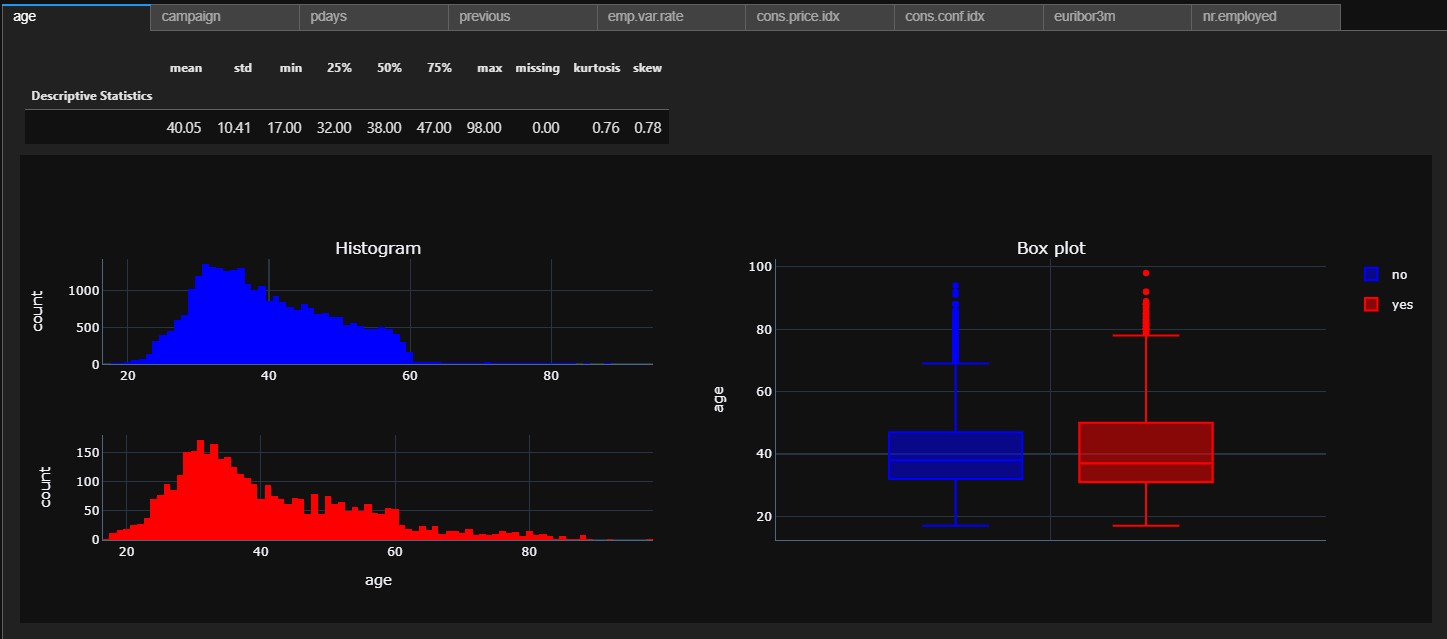 age campaign pdays previous emp.var.rate cons.price.idx cons.conf.idx euribor3m nr.employed
mean std min 25% 50% 75% max missing kurtosis skew
Descriptive Statistics
40.05 10.41 17.00 32.00 38.00 47.00 98.00 0.00 0.76 0.78
Histogram
count
1000
500
0
20 40 60 80
count
150
100
50
0
20 40 60 80
age
Box plot
age
100
80
60
40
20
no
yes